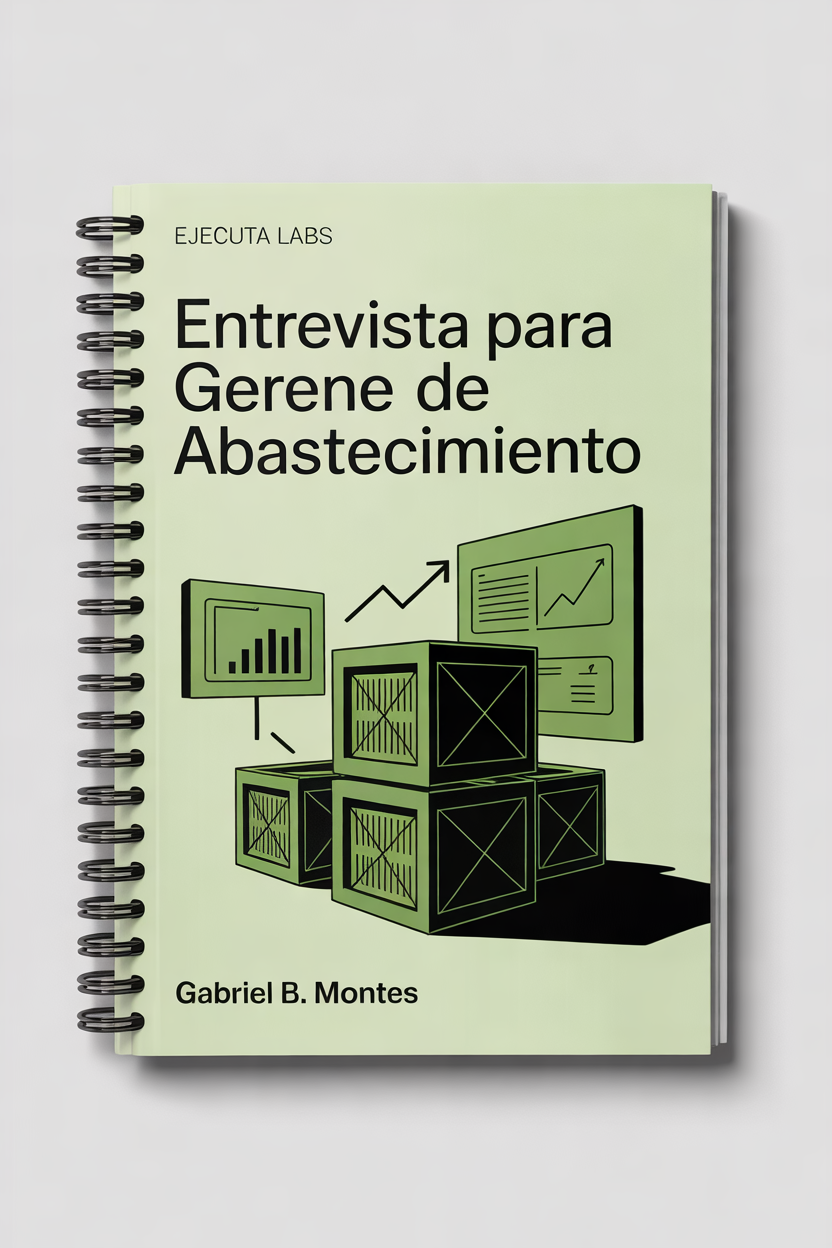 EJECUTA LABS
Entrevista para
Gerene de
Abastecimiento
Gabriel B. Montes